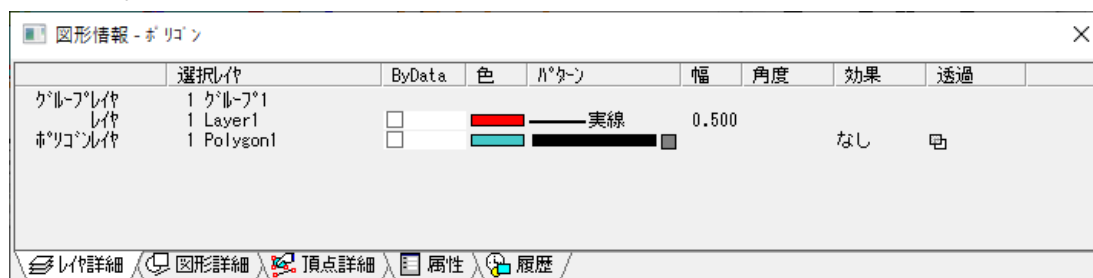 図形情報 - ﾎﾟﾘｺﾞﾝ
選択ﾚｲﾔ ByData 色 ﾊﾟﾀｰﾝ 幅 角度 効果 透過
ｸﾞﾙｰﾌﾟﾚｲﾔ 1 ｸﾞﾙｰﾌﾟ1
ﾚｲﾔ 1 Layer1 実線 0.500
ﾎﾟﾘｺﾞﾝﾚｲﾔ 1 Polygon1 なし
ﾚｲﾔ詳細 図形詳細 頂点詳細 属性 履歴